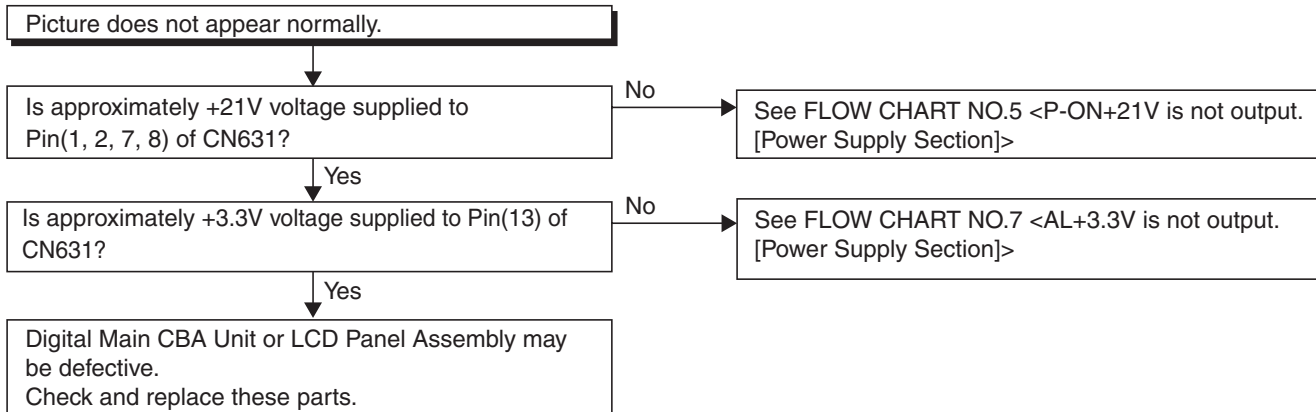 Picture does not appear normally.
Is approximately +21V voltage supplied to
Pin(1, 2, 7, 8) of CN631?
No
See FLOW CHART NO.5 <P-ON+21V is not output.
[Power Supply Section]>
Yes
Is approximately +3.3V voltage supplied to Pin(13) of
CN631?
No
See FLOW CHART NO.7 <AL+3.3V is not output.
[Power Supply Section]>
Yes
Digital Main CBA Unit or LCD Panel Assembly may
be defective.
Check and replace these parts.